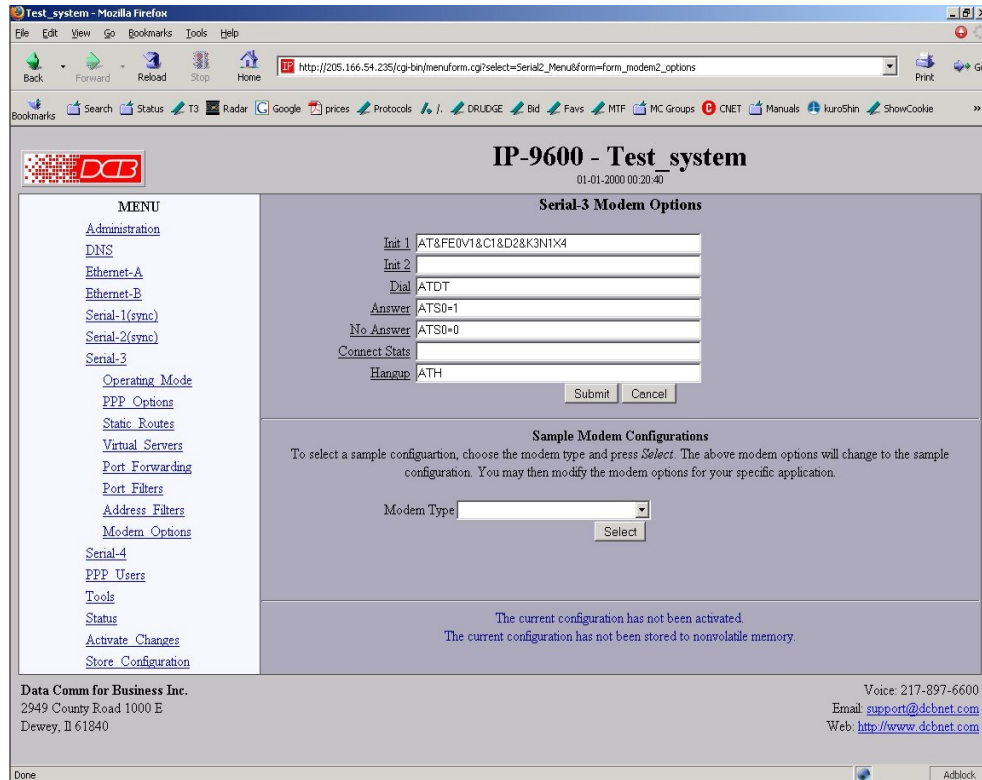 Test_system - Mozilla Firefox
File Edit View Go Bookmarks Tools Help
Back Forward Reload Stop Home
IP http://205.166.54.235/cgi-bin/menuform.cgi?select=Serial2_Menu&form=form_modem2_options
Print
Bookmarks Search Status T3 Radar Google prices Protocols /. DRUDGE Bid Favs MTF MC Groups CNET Manuals kuro5hin ShowCookie »
DCB
IP-9600 - Test_system
01-01-2000 00:20:40
MENU
Administration
DNS
Ethernet-A
Ethernet-B
Serial-1(sync)
Serial-2(sync)
Serial-3
Operating Mode
PPP Options
Static Routes
Virtual Servers
Port Forwarding
Port Filters
Address Filters
Modem Options
Serial-4
PPP Users
Tools
Status
Activate Changes
Store Configuration
Serial-3 Modem Options
Init 1 AT&FE0V1&C1&D2&K3N1X4
Init 2
Dial ATDT
Answer ATS0=1
No Answer ATS0=0
Connect Stats
Hangup ATH
Submit Cancel
Sample Modem Configurations
To select a sample configuartion, choose the modem type and press Select. The above modem options will change to the sample
configuration. You may then modify the modem options for your specific application.
Modem Type
Select
The current configuration has not been activated.
The current configuration has not been stored to nonvolatile memory.
Data Comm for Business Inc.
2949 County Road 1000 E
Dewey, Il 61840
Voice: 217-897-6600
Email: support@dcbnet.com
Web: http://www.dcbnet.com
Done
Adblock